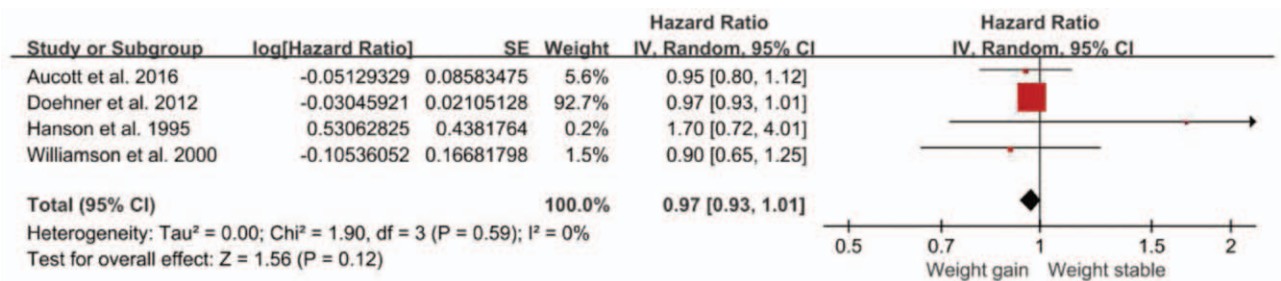 Hazard Ratio Hazard Ratio
Study or Subgroup log[Hazard Ratio] SE Weight IV, Random, 95% CI IV, Random, 95% CI
Aucott et al. 2016 -0.05129329 0.08583475 5.6% 0.95 [0.80, 1.12]
Doehner et al. 2012 -0.03045921 0.02105128 92.7% 0.97 [0.93, 1.01]
Hanson et al. 1995 0.53062825 0.4381764 0.2% 1.70 [0.72, 4.01]
Williamson et al. 2000 -0.10536052 0.16681798 1.5% 0.90 [0.65, 1.25]
Total (95% CI) 100.0% 0.97 [0.93, 1.01]
Heterogeneity: Tau² = 0.00; Chi² = 1.90, df = 3 (P = 0.59); I² = 0%
Test for overall effect: Z = 1.56 (P = 0.12)
0.5 0.7 1 1.5 2
Weight gain Weight stable